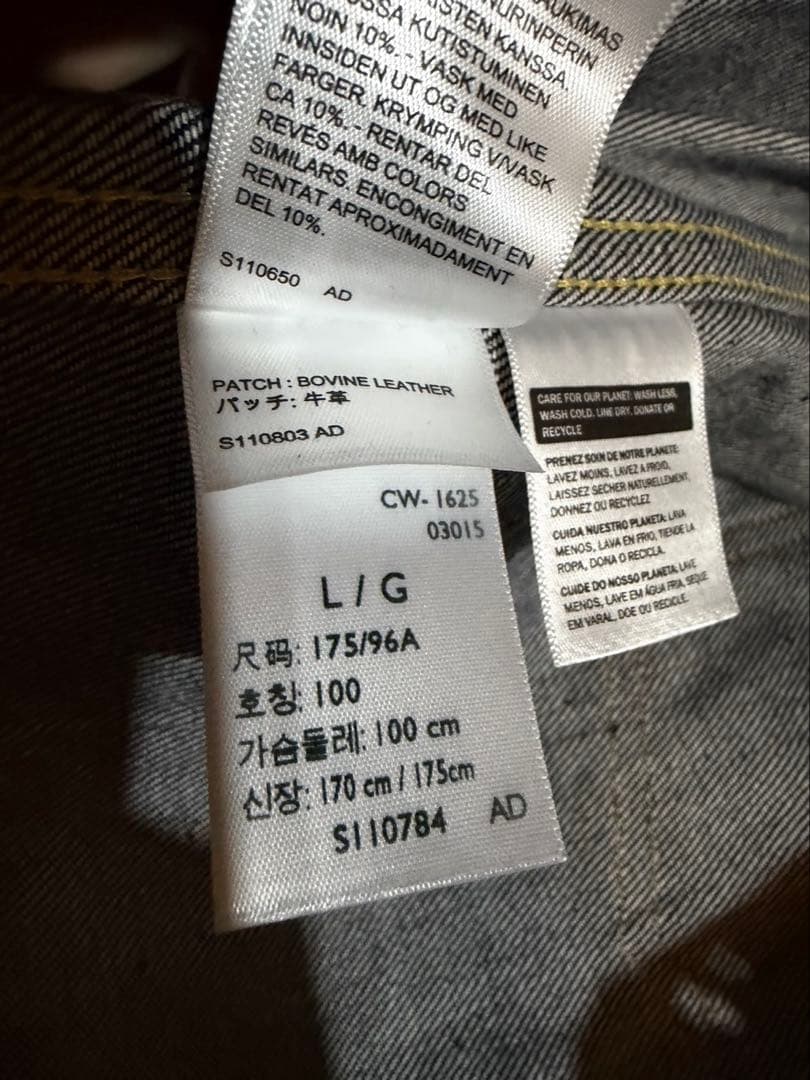 AUKIMAS
NURINPERIN
OSSA KUTISTUMINEN
ISTEN KANSSA.
NOIN 10%. - VASK MED
INNSIDEN UT OG MED LIKE
FARGER. KRYMPING V/VASK
CA 10%. - RENTAR DEL
REVÉS AMB COLORS
SIMILARS. ENCONGIMENT EN
RENTAT APROXIMADAMENT
DEL 10%.
S110650 AD
PATCH : BOVINE LEATHER
パッチ: 牛革
S110803 AD
CW- 1625
03015
L / G
尺码: 175/96A
호칭: 100
가슴둘레: 100 cm
신장: 170 cm / 175cm
S110784 AD
CARE FOR OUR PLANET: WASH LESS,
WASH COLD, LINE DRY, DONATE OR
RECYCLE
PRENEZ SOIN DE NOTRE PLANETE:
LAVEZ MOINS, LAVEZ A FROID,
LAISSEZ SECHER NATURELLEMENT,
DONNEZ OU RECYCLEZ
CUIDA NUESTRO PLANETA: LAVA
MENOS, LAVA EN FRIO, TIENDE LA
ROPA, DONA O RECICLA.
CUIDE DO NOSSO PLANETA: LAVE
MENOS, LAVE EM ÁGUA FRIA, SEQUE
EM VARAL, DOE OU RECICLE.